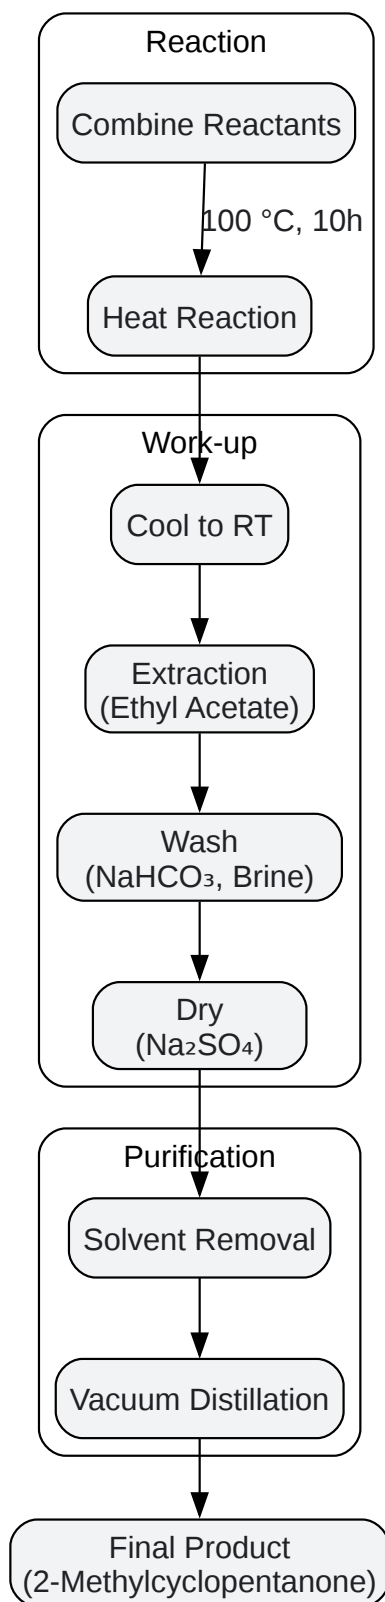 Reaction
Combine Reactants
100 °C, 10h
Heat Reaction
Work-up
Cool to RT
Extraction
(Ethyl Acetate)
Wash
(NaHCO₃, Brine)
Dry
(Na₂SO₄)
Purification
Solvent Removal
Vacuum Distillation
Final Product
(2-Methylcyclopentanone)